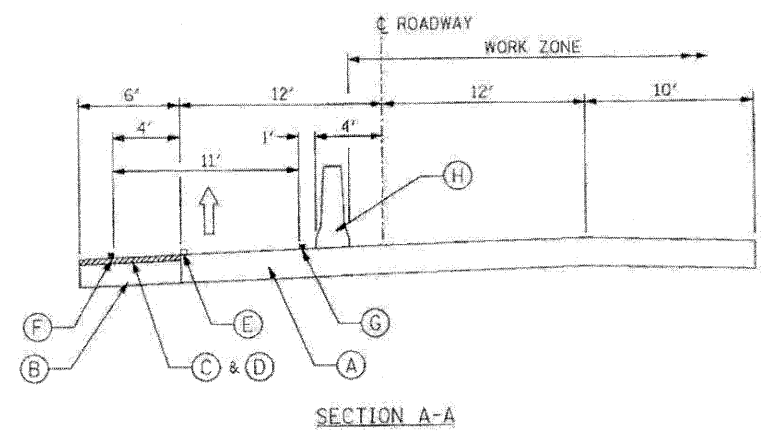 ℄ ROADWAY
WORK ZONE
6' 12' 12' 10'
4' 1' 4'
11'
H
F E G
B C & D A
SECTION A-A